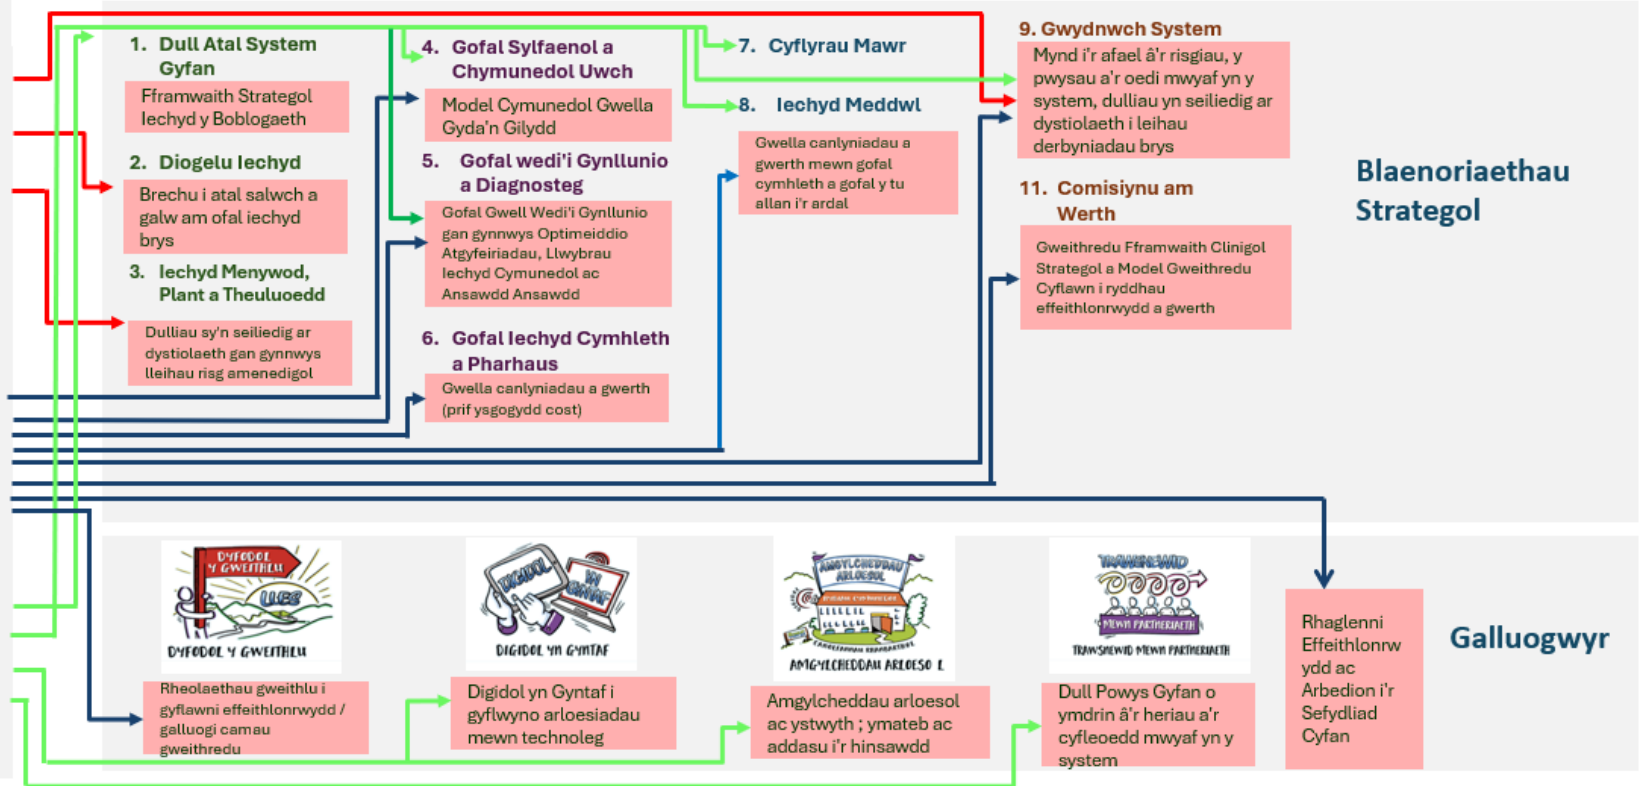 1. Dull Atal System
Gyfan
Fframwaith Strategol
Iechyd y Boblogaeth
2. Diogelu Iechyd
Brechu i atal salwch a
galw am ofal iechyd
brys
3. Iechyd Menywod,
Plant a Theuluoedd
Dulliau sy'n seiliedig ar
dystiolaeth gan gynnwys
lleihau risg amenedigol
4. Gofal Sylfaenol a
Chymunedol Uwch
Model Cymunedol Gwella
Gyda'n Gilydd
5. Gofal wedi'i Gynllunio
a Diagnosteg
Gofal Gwell Wedi'i Gynllunio
gan gynnwys Optimeiddio
Atgyfeiriadau, Llwybrau
Iechyd Cymunedol ac
Ansawdd Ansawdd
6. Gofal Iechyd Cymhleth
a Pharhaus
Gwella canlyniadau a gwerth
(prif ysgogydd cost)
7. Cyflyrau Mawr
8. Iechyd Meddwl
Gwella canlyniadau a
gwerth mewn gofal
cymhleth a gofal y tu
allan i'r ardal
9. Gwydnwch System
Mynd i'r afael â'r risgiau, y
pwysau a'r oedi mwyaf yn y
system, dulliau yn seiliedig ar
dystiolaeth i leihau
derbyniadau brys
11. Comisiynu am
Werth
Gweithredu Fframwaith Clinigol
Strategol a Model Gweithredu
Cyflawn i ryddhau
effeithlonrwydd a gwerth
Blaenoriaethau
Strategol
DYFODOL
Y GWEITHLU
LLES
DYFODOL Y GWEITHLU
Rheolaethau gweithlu i
gyflawni effeithlonrwydd /
galluogi camau
gweithredu
DIGIDOL
YN
GYNTAF
DIGIDOL YN GYNTAF
Digidol yn Gyntaf i
gyflwyno arloesiadau
mewn technoleg
AMGYLCHEDDAU
ARLOESOL
AMGYLCHEDDAU ARLOESO L
Amgylcheddau arloesol
ac ystwyth ; ymateb ac
addasu i'r hinsawdd
TRAWSNEWID
MEWN PARTNERIAETH
TRAWSNEWID MEWN PARTNERIAETH
Dull Powys Gyfan o
ymdrin â'r heriau a'r
cyfleoedd mwyaf yn y
system
Rhaglenni
Effeithlonrw
ydd ac
Arbedion i'r
Sefydliad
Cyfan
Galluogwyr